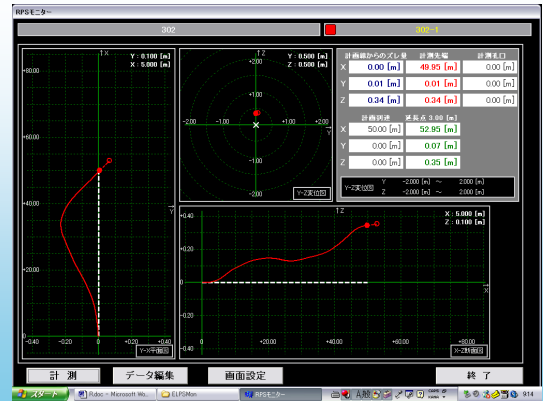 RPSモニター
302
302-1
↑X
Y : 0.100 [m]
X : 5.000 [m]
+80.00
+60.00
+40.00
+20.00
0
-0.40 -0.20 0 +0.20 +0.40
Y
Y-X平面図
↑Z
Y : 0.500 [m]
Z : 0.500 [m]
+2.00
+1.00
-2.00 -1.00 +1.00 +2.00
Y
-2.00
Y-Z変位図
計画線からのズレ量 計測先端 計測孔口
X 0.00 [m] 49.95 [m] 0.00 [m]
Y 0.01 [m] 0.01 [m] 0.00 [m]
Z 0.34 [m] 0.34 [m] 0.00 [m]
計画到達 延長点 3.00 [m]
X 50.00 [m] 52.95 [m]
Y 0.00 [m] 0.07 [m]
Z 0.00 [m] 0.35 [m]
Y-Z変位図
Y -2.000 [m] ～ 2.000 [m]
Z -2.000 [m] ～ 2.000 [m]
↑Z
X : 5.000 [m]
Z : 0.100 [m]
+0.40
0
-0.40
+20.00 +40.00 +60.00 +80.00
X
X-Z断面図
計 測 データ編集 画面設定 終 了
スタート Rdoc - Microsoft Wo... ELPSMon RPSモニター A般 914